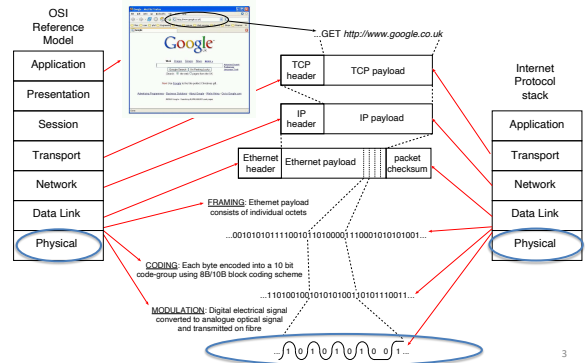 OSI
Reference
Model
Application
Presentation
Session
Transport
Network
Data Link
Physical
Google
...GET http://www.google.co.uk
TCP
header
TCP payload
IP
header
IP payload
Ethernet
header
Ethernet payload
packet
checksum
FRAMING: Ethernet payload
consists of individual octets
...0010101011110010110100001110001010101001...
CODING: Each byte encoded into a 10 bit
code-group using 8B/10B block coding scheme
...11010010010101010011010111 0011...
MODULATION: Digital electrical signal
converted to analogue optical signal
and transmitted on fibre
... 1 0 1 0 1 0 1 0 0 1 ...
Internet
Protocol
stack
Application
Transport
Network
Data Link
Physical
3